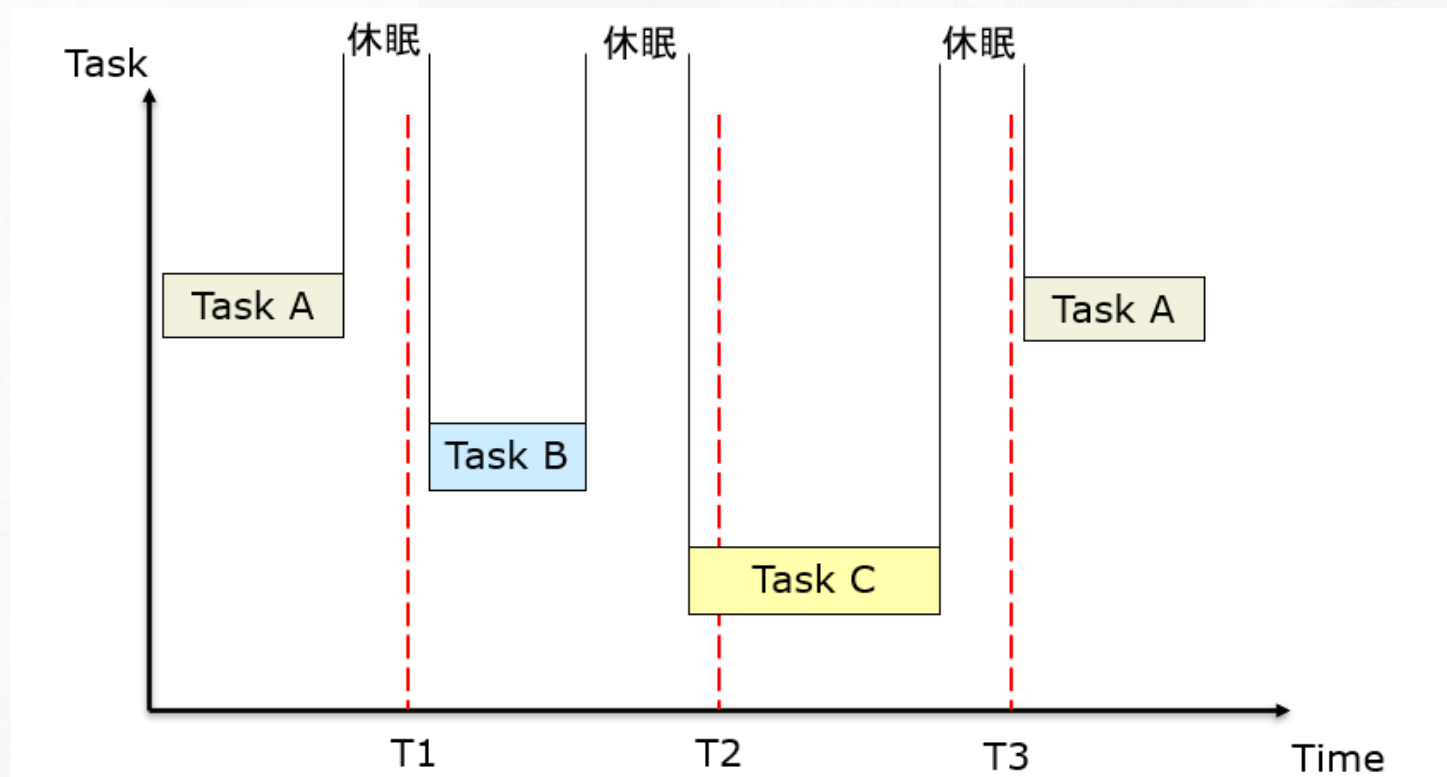 休眠
休眠
休眠
Task
Task A
Task A
Task B
Task C
T1
T2
T3
Time